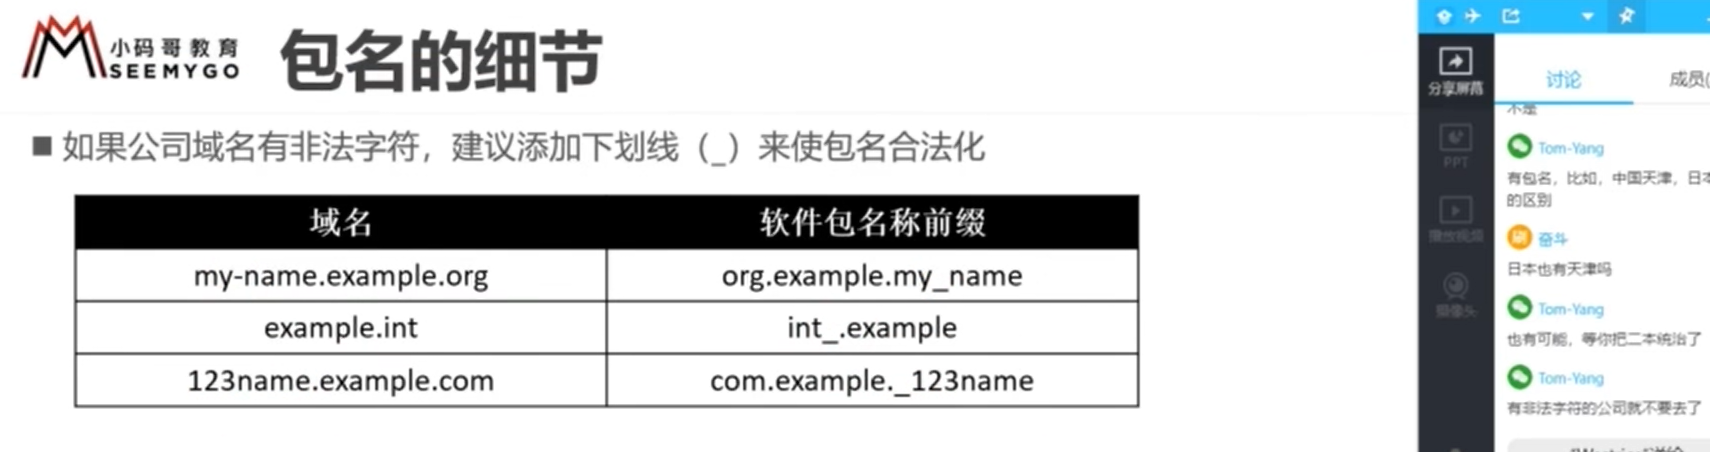 小码哥教育
SEEMYGO
包名的细节
■ 如果公司域名有非法字符，建议添加下划线（_）来使包名合法化
域名 软件包名称前缀
my-name.example.org org.example.my_name
example.int int_.example
123name.example.com com.example._123name
分享屏幕
PPT
播放视频
摄像头
讨论 成员(
不是
Tom-Yang
有包名，比如，中国天津，日本
的区别
奋斗
日本也有天津吗
Tom-Yang
也有可能，等你把二本统治了
Tom-Yang
有非法字符的公司就不要去了